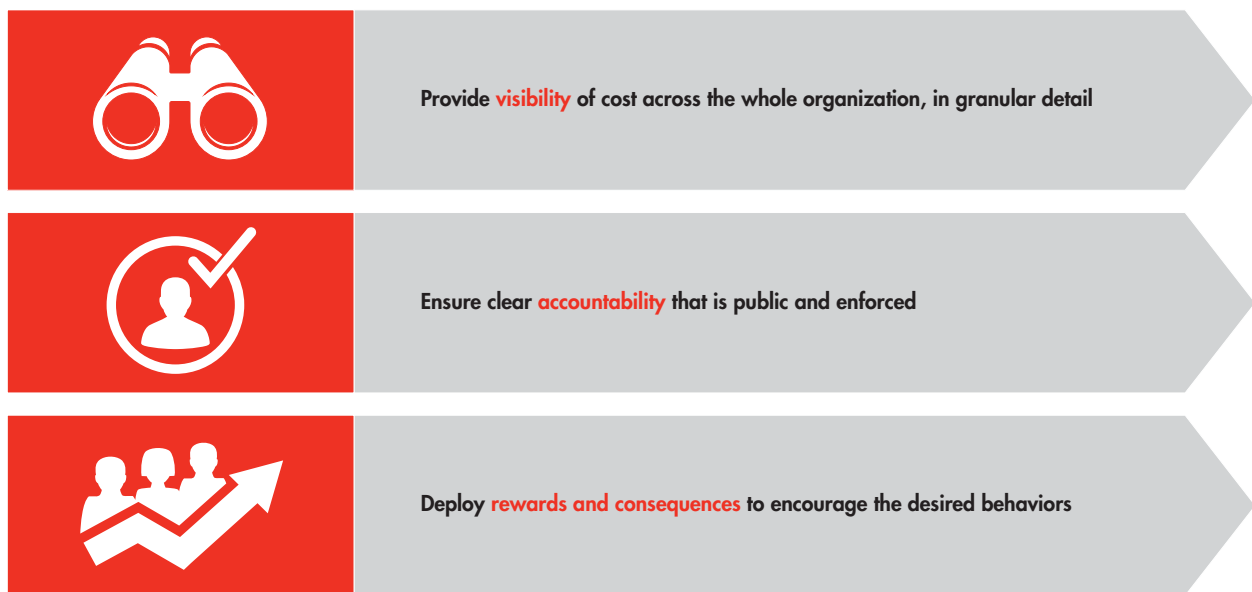 Provide visibility of cost across the whole organization, in granular detail
Ensure clear accountability that is public and enforced
Deploy rewards and consequences to encourage the desired behaviors